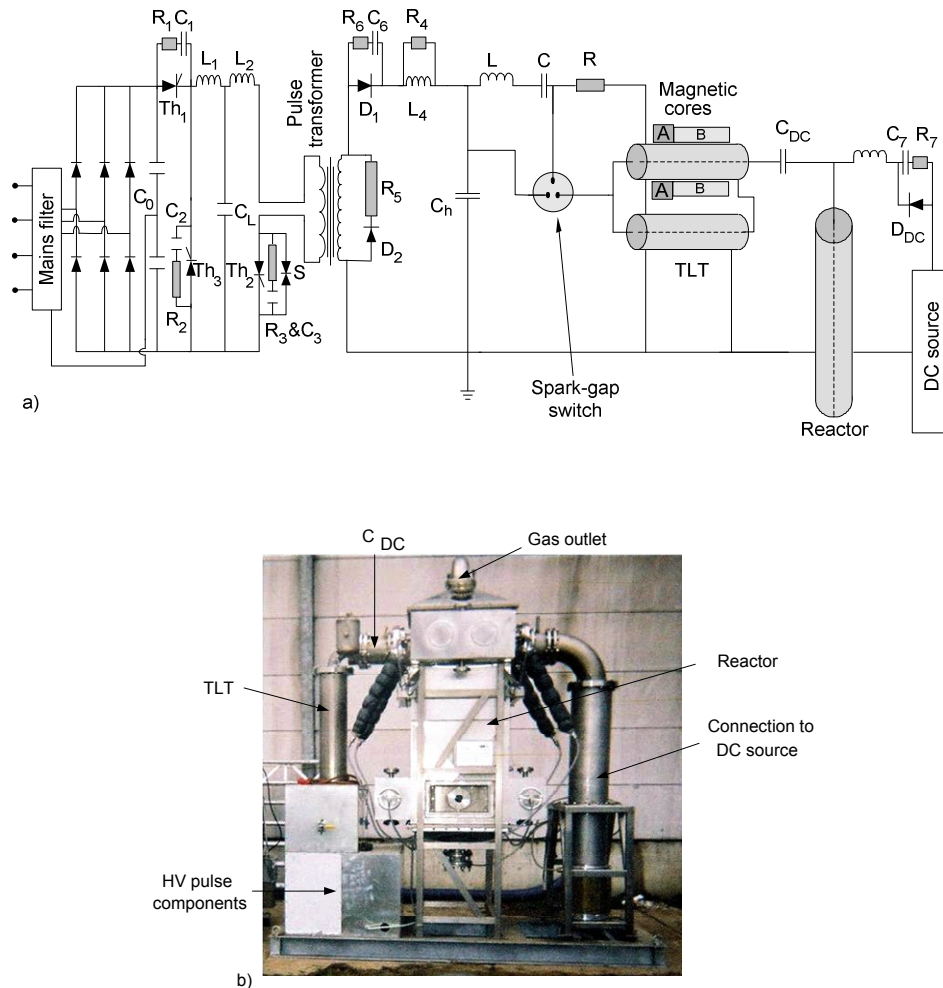 R1 C1
L1 L2
Th1
Mains filter
C0
C2
Th3
R2
CL
Th2
S
R3&C3
Pulse
transformer
R6 C6
R4
D1
L4
R5
D2
Ch
L C R
Spark-gap
switch
Magnetic
cores
A B
A B
TLT
CDC
C7 R7
DDC
Reactor
DC source
a)
C DC
Gas outlet
TLT
Reactor
Connection to
DC source
HV pulse
components
b)